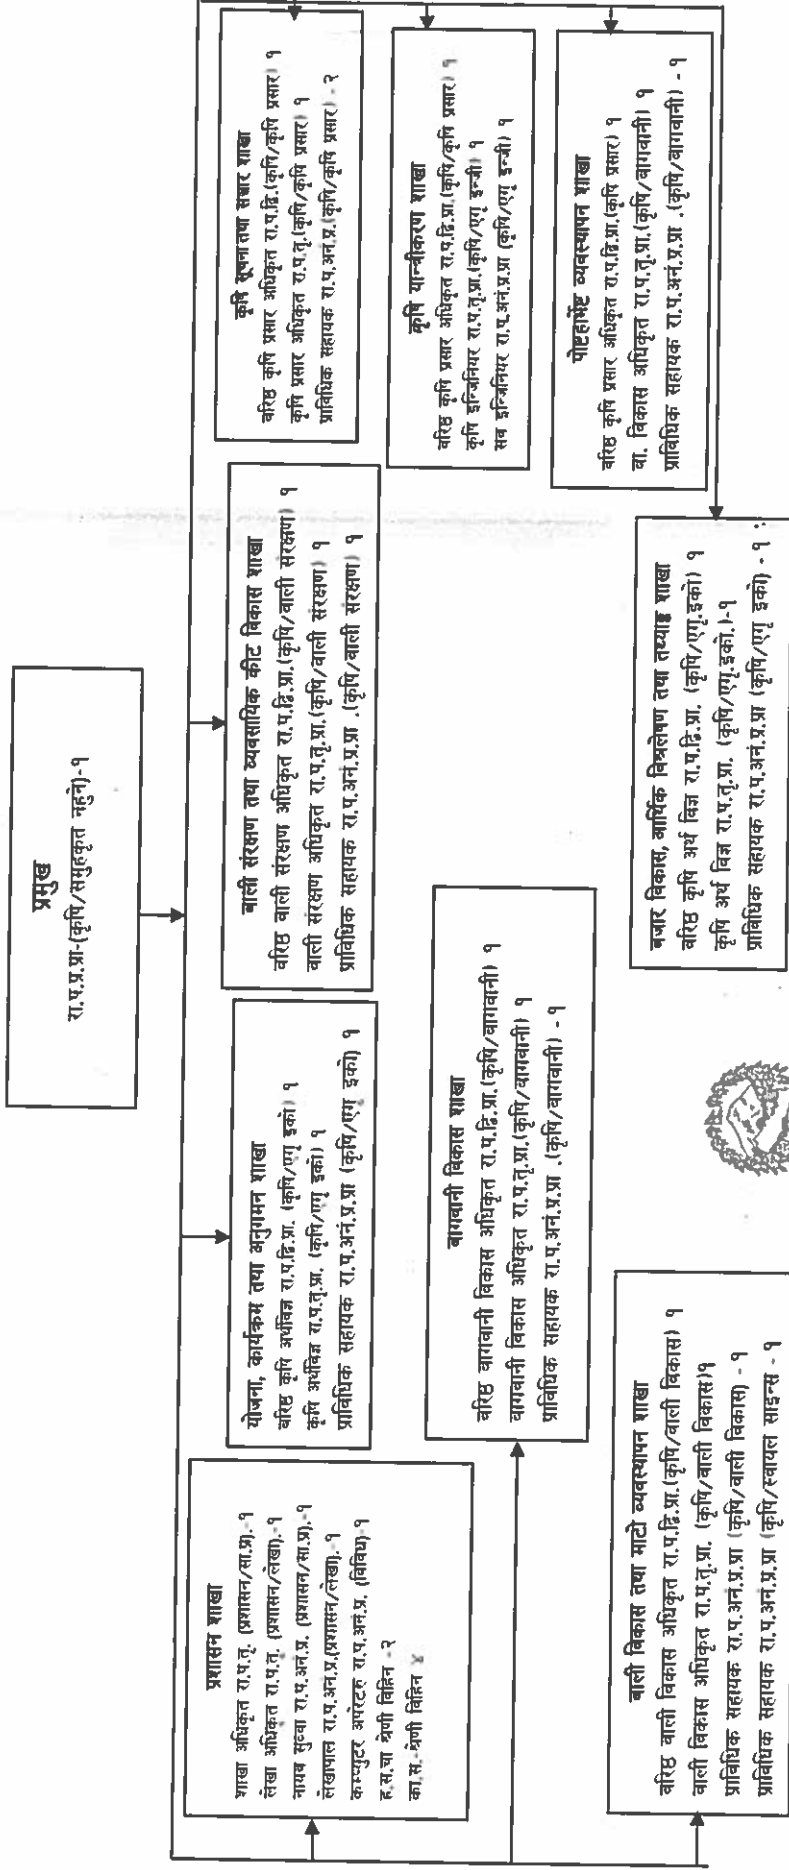 प्रमुख
रा.प.प्र.प्रा-(कृषि/समुहकृत नहुने)-१
प्रशासन शाखा
शाखा अधिकृत रा.प.तृ. (प्रशासन/सा.प्र).-१
लेखा अधिकृत रा.प.तृ. (प्रशासन/लेखा).-१
नायव सुव्वा रा.प.अनं.प्र. (प्रशासन/सा.प्र).-१
लेखापाल रा.प.अनं.प्र.(प्रशासन/लेखा).-१
कम्प्युटर अपरेटर रा.प.अनं.प्र. (विविध)-१
ह.स.चा श्रेणी विहिन -२
का.स.-श्रेणी विहिन ४
योजना, कार्यक्रम तथा अनुगमन शाखा
वरिष्ठ कृषि अर्थविज्ञ रा.प.द्वि.प्रा. (कृषि/एग्र इको) १
कृषि अर्थविज्ञ रा.प.तृ.प्रा. (कृषि/एग्र इको) १
प्राविधिक सहायक रा.प.अनं.प्र.प्रा (कृषि/एग्र इको) १
बाली संरक्षण तथा व्यवसायिक कीट विकास शाखा
वरिष्ठ वाली संरक्षण अधिकृत रा.प.द्वि.प्रा.(कृषि/वाली संरक्षण) १
वाली संरक्षण अधिकृत रा.प.तृ.प्रा.(कृषि/वाली संरक्षण) १
प्राविधिक सहायक रा.प.अनं.प्र.प्रा .(कृषि/वाली संरक्षण) १
कृषि सूचना तथा संचार शाखा
वरिष्ठ कृषि प्रसार अधिकृत रा.प.द्वि.(कृषि/कृषि प्रसार) १
कृषि प्रसार अधिकृत रा.प.तृ.(कृषि/कृषि प्रसार) १
प्राविधिक सहायक रा.प.अनं.प्र.(कृषि/कृषि प्रसार) - २
बागवानी विकास शाखा
वरिष्ठ वागवानी विकास अधिकृत रा.प.द्वि.प्रा.(कृषि/वागवानी) १
वागवानी विकास अधिकृत रा.प.तृ.प्रा.(कृषि/वागवानी) १
प्राविधिक सहायक रा.प.अनं.प्र.प्रा .(कृषि/वागवानी) - १
कृषि यान्त्रीकरण शाखा
वरिष्ठ कृषि प्रसार अधिकृत रा.प.द्वि.प्रा.(कृषि/कृषि प्रसार) १
कृषि इन्जिनियर रा.प.तृ.प्रा.(कृषि/एग्र इन्जी) १
सव इन्जिनियर रा.प.अनं.प्र.प्रा (कृषि/एग्र इन्जी) १
पोष्टहार्भेष्ट व्यवस्थापन शाखा
वरिष्ठ कृषि प्रसार अधिकृत रा.प.द्वि.प्रा.(कृषि प्रसार) १
वा. विकास अधिकृत रा.प.तृ.प्रा.(कृषि/वागवानी) १
प्राविधिक सहायक रा.प.अनं.प्र.प्रा .(कृषि/वागवानी) - १
बाली विकास तथा माटो व्यवस्थापन शाखा
वरिष्ठ वाली विकास अधिकृत रा.प.द्वि.प्रा.(कृषि/वाली विकास) १
वाली विकास अधिकृत रा.प.तृ.प्रा. (कृषि/वाली विकास)१
प्राविधिक सहायक रा.प.अनं.प्र.प्रा (कृषि/वाली विकास) - १
प्राविधिक सहायक रा.प.अनं.प्र.प्रा (कृषि/स्वायल साइन्स - १
बजार विकास, आर्थिक विश्लेषण तथा तथ्याङ्क शाखा
वरिष्ठ कृषि अर्थ विज्ञ रा.प.द्वि.प्रा. (कृषि/एग्र.इको) १
कृषि अर्थ विज्ञ रा.प.तृ.प्रा. (कृषि/एग्र.इको.)-१
प्राविधिक सहायक रा.प.अनं.प्र.प्रा (कृषि/एग्र इको) - १